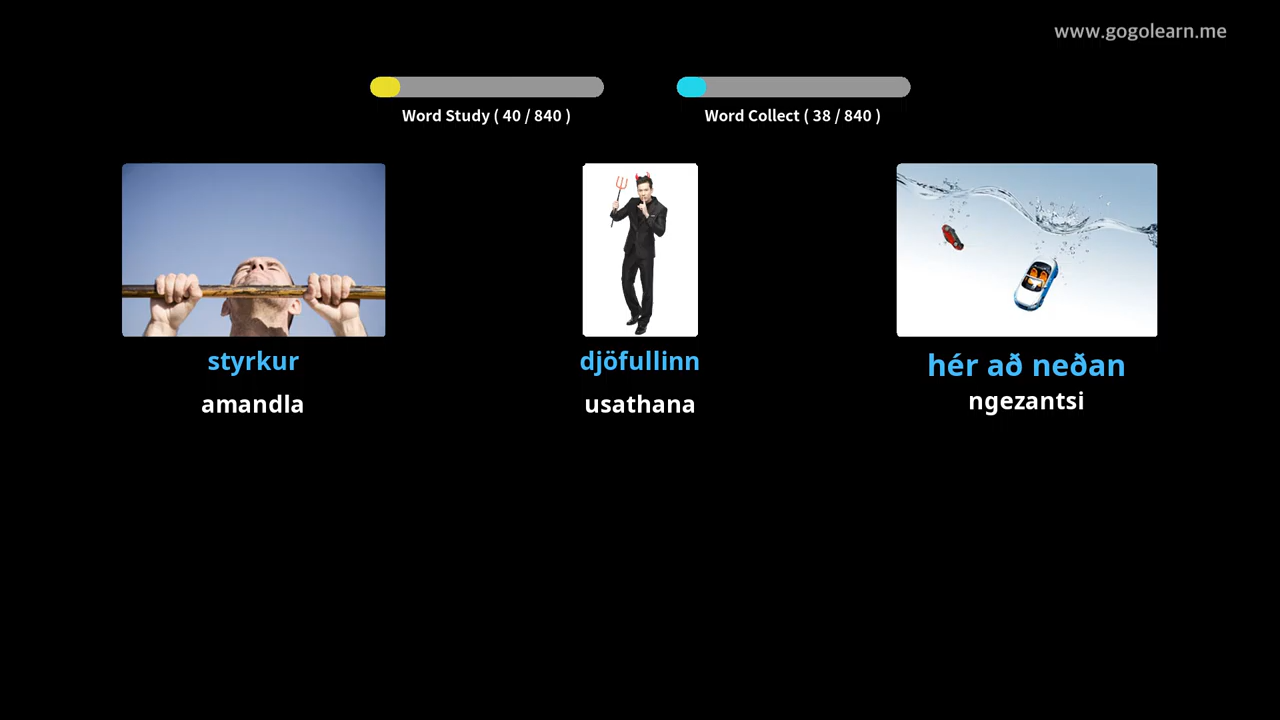 www.gogolearn.me
Word Study ( 40 / 840 )
Word Collect ( 38 / 840 )
styrkur
amandla
djöfullinn
usathana
hér að neðan
ngezantsi